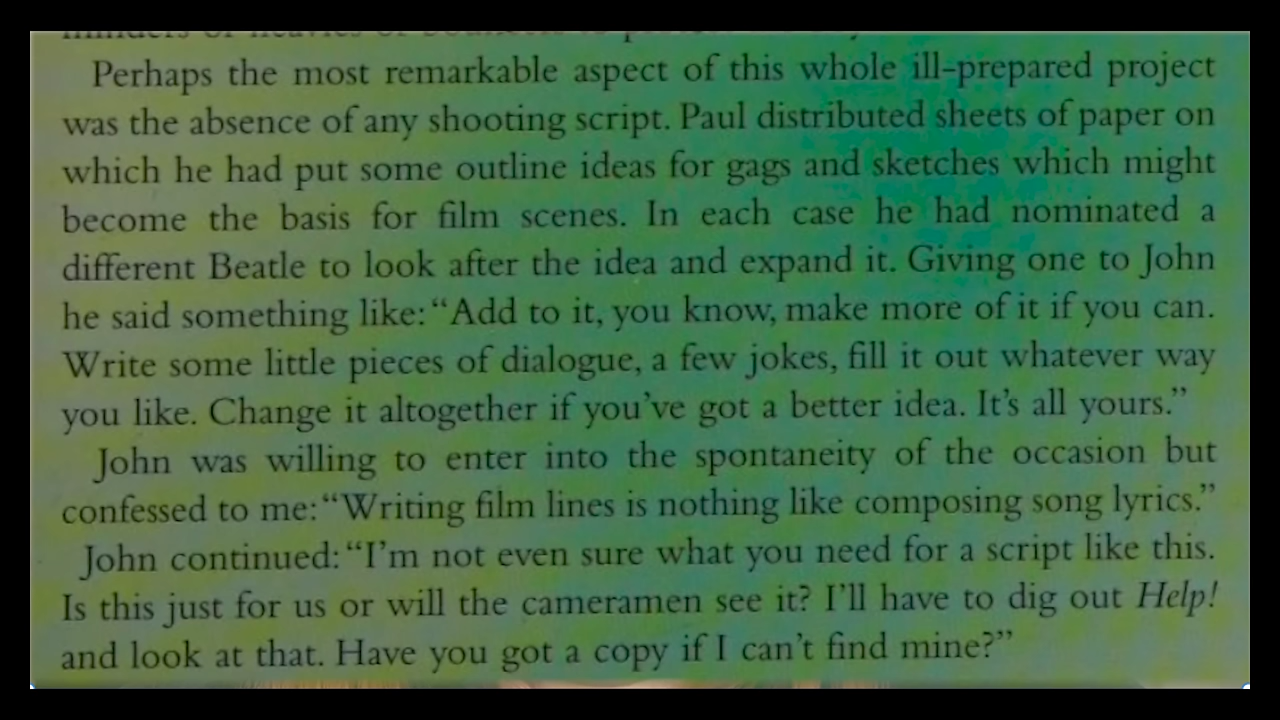 Perhaps the most remarkable aspect of this whole ill-prepared project
was the absence of any shooting script. Paul distributed sheets of paper on
which he had put some outline ideas for gags and sketches which might
become the basis for film scenes. In each case he had nominated a
different Beatle to look after the idea and expand it. Giving one to John
he said something like: “Add to it, you know, make more of it if you can.
Write some little pieces of dialogue, a few jokes, fill it out whatever way
you like. Change it altogether if you’ve got a better idea. It’s all yours.”
John was willing to enter into the spontaneity of the occasion but
confessed to me: “Writing film lines is nothing like composing song lyrics.”
John continued: “I’m not even sure what you need for a script like this.
Is this just for us or will the cameramen see it? I’ll have to dig out Help!
and look at that. Have you got a copy if I can’t find mine?”